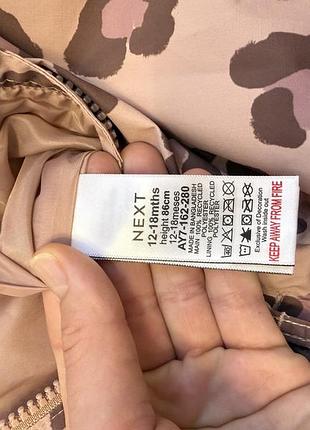 NEXT
12-18mths
height 86cm
12-18meses
AY7-162-280
MADE IN BANGLADESH
MAIN 100% RECYCLED
POLYESTER
LINING 100% RECYCLED
POLYESTER
Exclusive of Decoration
Wash inside out
KEEP AWAY FROM FIRE